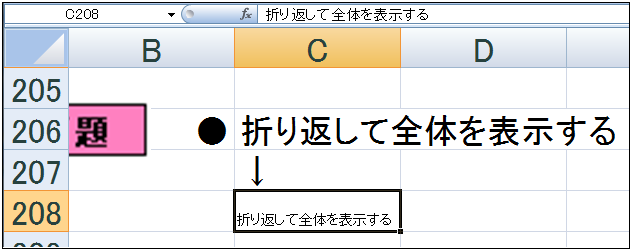 C208 fx 折り返して全体を表示する
B C D
205
206 題 ● 折り返して全体を表示する
207 ↓
208 折り返して全体を表示する